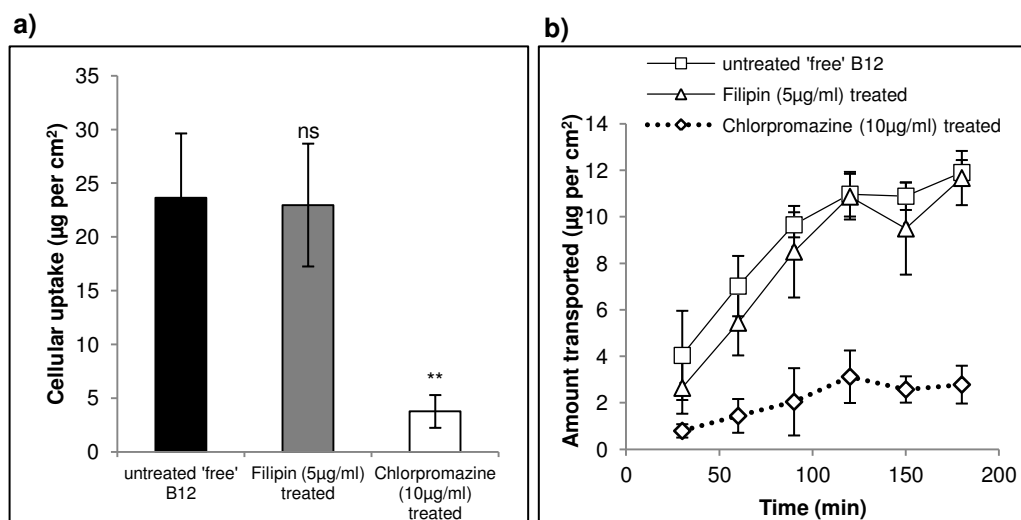 a)
Cellular uptake (µg per cm²)
35
30
25
20
15
10
5
0
ns
**
untreated 'free'
B12
Filipin (5µg/ml)
treated
Chlorpromazine
(10µg/ml)
treated
b)
untreated 'free' B12
Filipin (5µg/ml) treated
Chlorpromazine (10µg/ml) treated
Amount transported (µg per cm²)
14
12
10
8
6
4
2
0
0 50 100 150 200
Time (min)